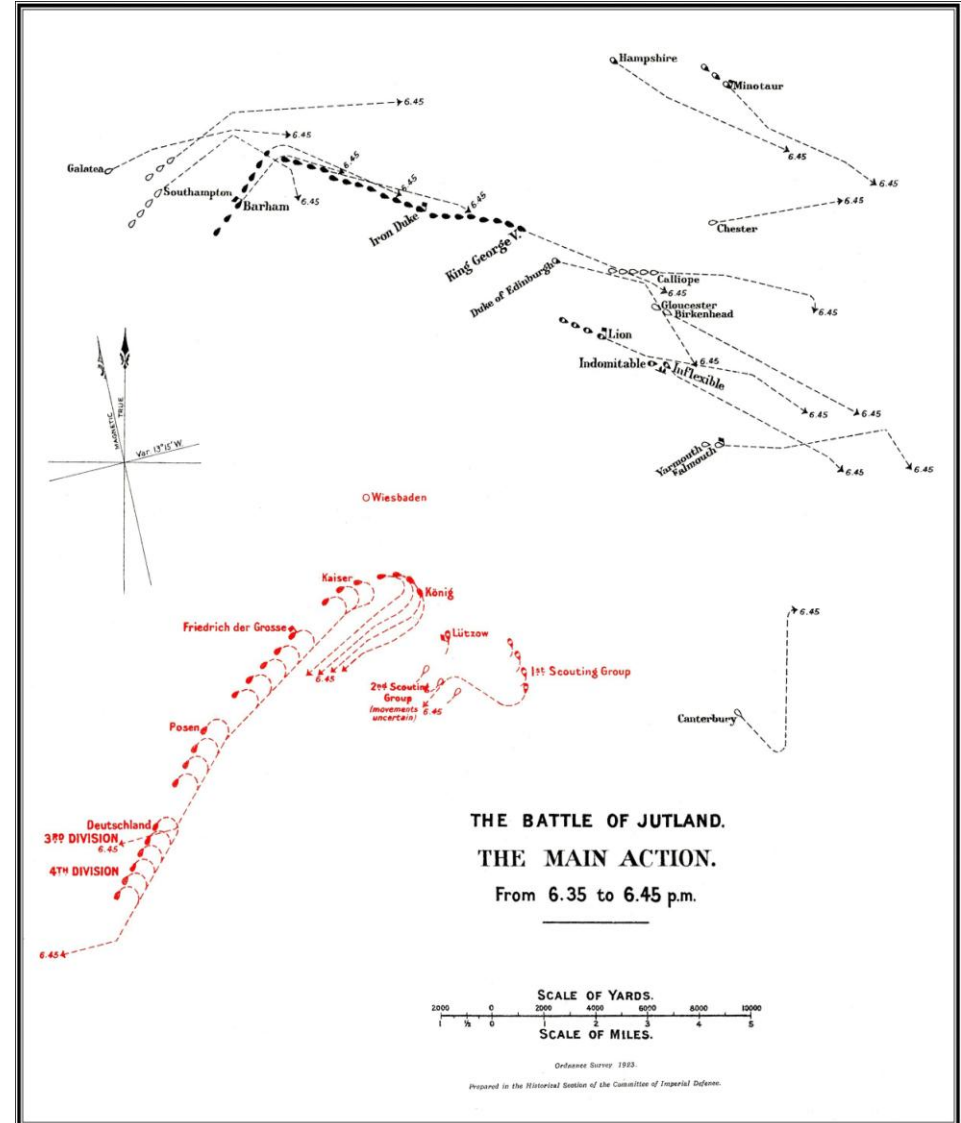 Hampshire
Minotaur
6.45
6.45
6.45
Galatea
Southampton
6.45
6.45
6.45
6.45
6.45
6.45
Barham
Iron Duke
King George V.
6.45
Chester
Duke of Edinburgh
Calliope
6.45
Gloucester
Birkenhead
6.45
Lion
Indomitable
Inflexible
6.45
6.45
6.45
Yarmouth
Falmouth
6.45
6.45
MAGNETIC
TRUE
Var. 13° 15' W
Wiesbaden
Kaiser
König
Friedrich der Grosse
Lützow
6.45
1st Scouting Group
2nd Scouting
Group
(movements
uncertain)
6.45
6.45
Posen
Canterbury
Deutschland
3RD DIVISION
6.45
4TH DIVISION
6.45
THE BATTLE OF JUTLAND.
THE MAIN ACTION.
From 6.35 to 6.45 p.m.
SCALE OF YARDS.
2000 0 2000 4000 6000 8000 10000
1 ½ 0 1 2 3 4 5
SCALE OF MILES.
Ordnance Survey 1923.
Prepared in the Historical Section of the Committee of Imperial Defence.